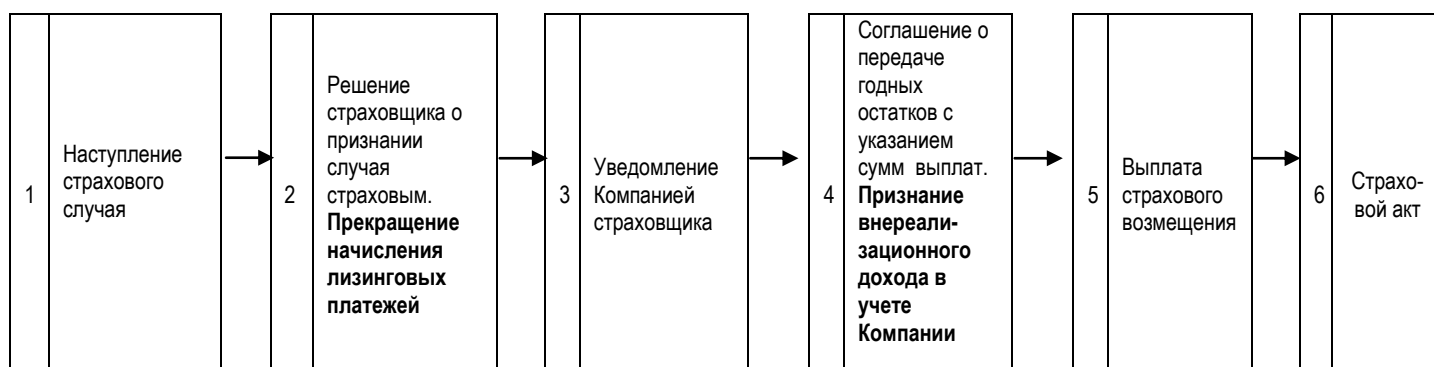 1
Наступление
страхового
случая
2
Решение
страховщика о
признании
случая
страховым.
Прекращение
начисления
лизинговых
платежей
3
Уведомление
Компанией
страховщика
4
Соглашение о
передаче
годных
остатков с
указанием
сумм выплат.
Признание
внереали-
зационного
дохода в
учете
Компании
5
Выплата
страхового
возмещения
6
Страхо-
вой акт